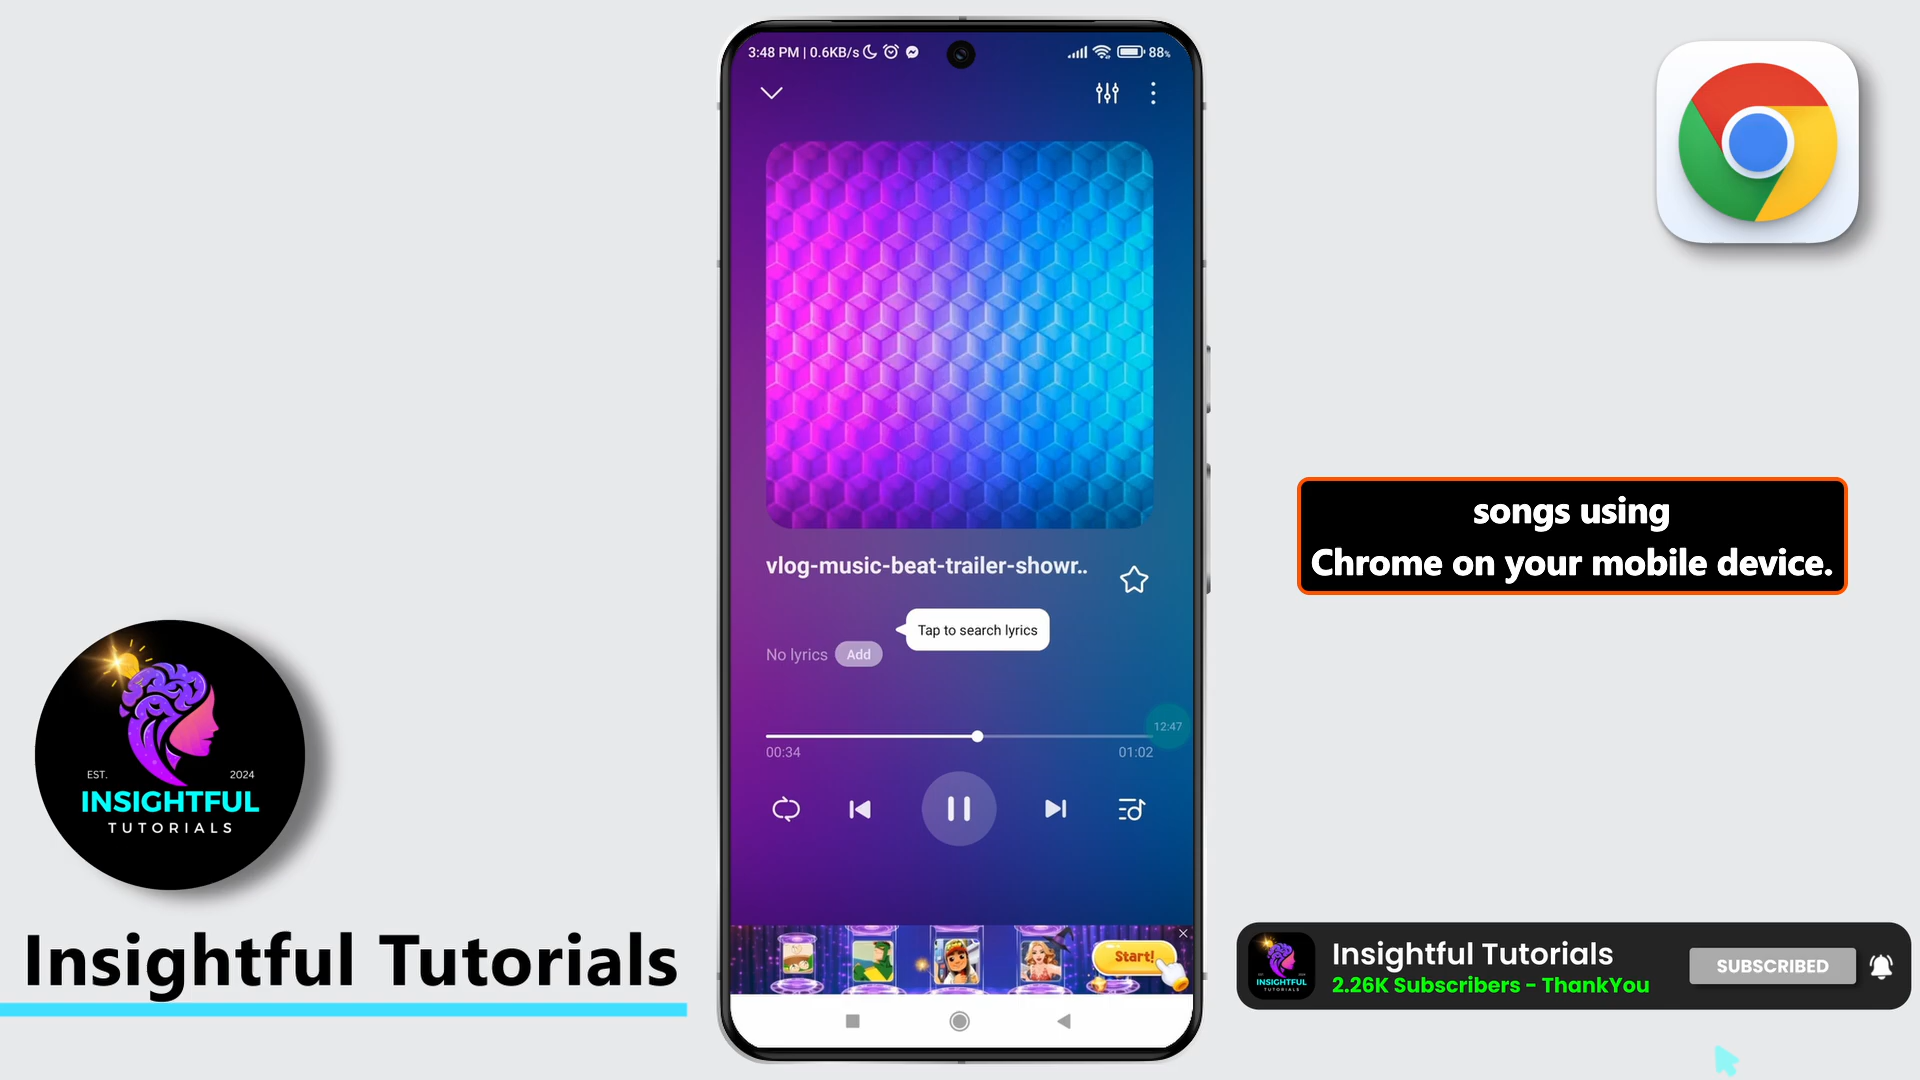 3:48 PM | 0.6KB/s
88%
vlog-music-beat-trailer-showr..
Tap to search lyrics
No lyrics
Add
12:47
00:34
01:02
Start!
songs using
Chrome on your mobile device.
EST.
2024
INSIGHTFUL
TUTORIALS
Insightful Tutorials
INSIGHTFUL
TUTORIALS
Insightful Tutorials
2.26K Subscribers - ThankYou
SUBSCRIBED